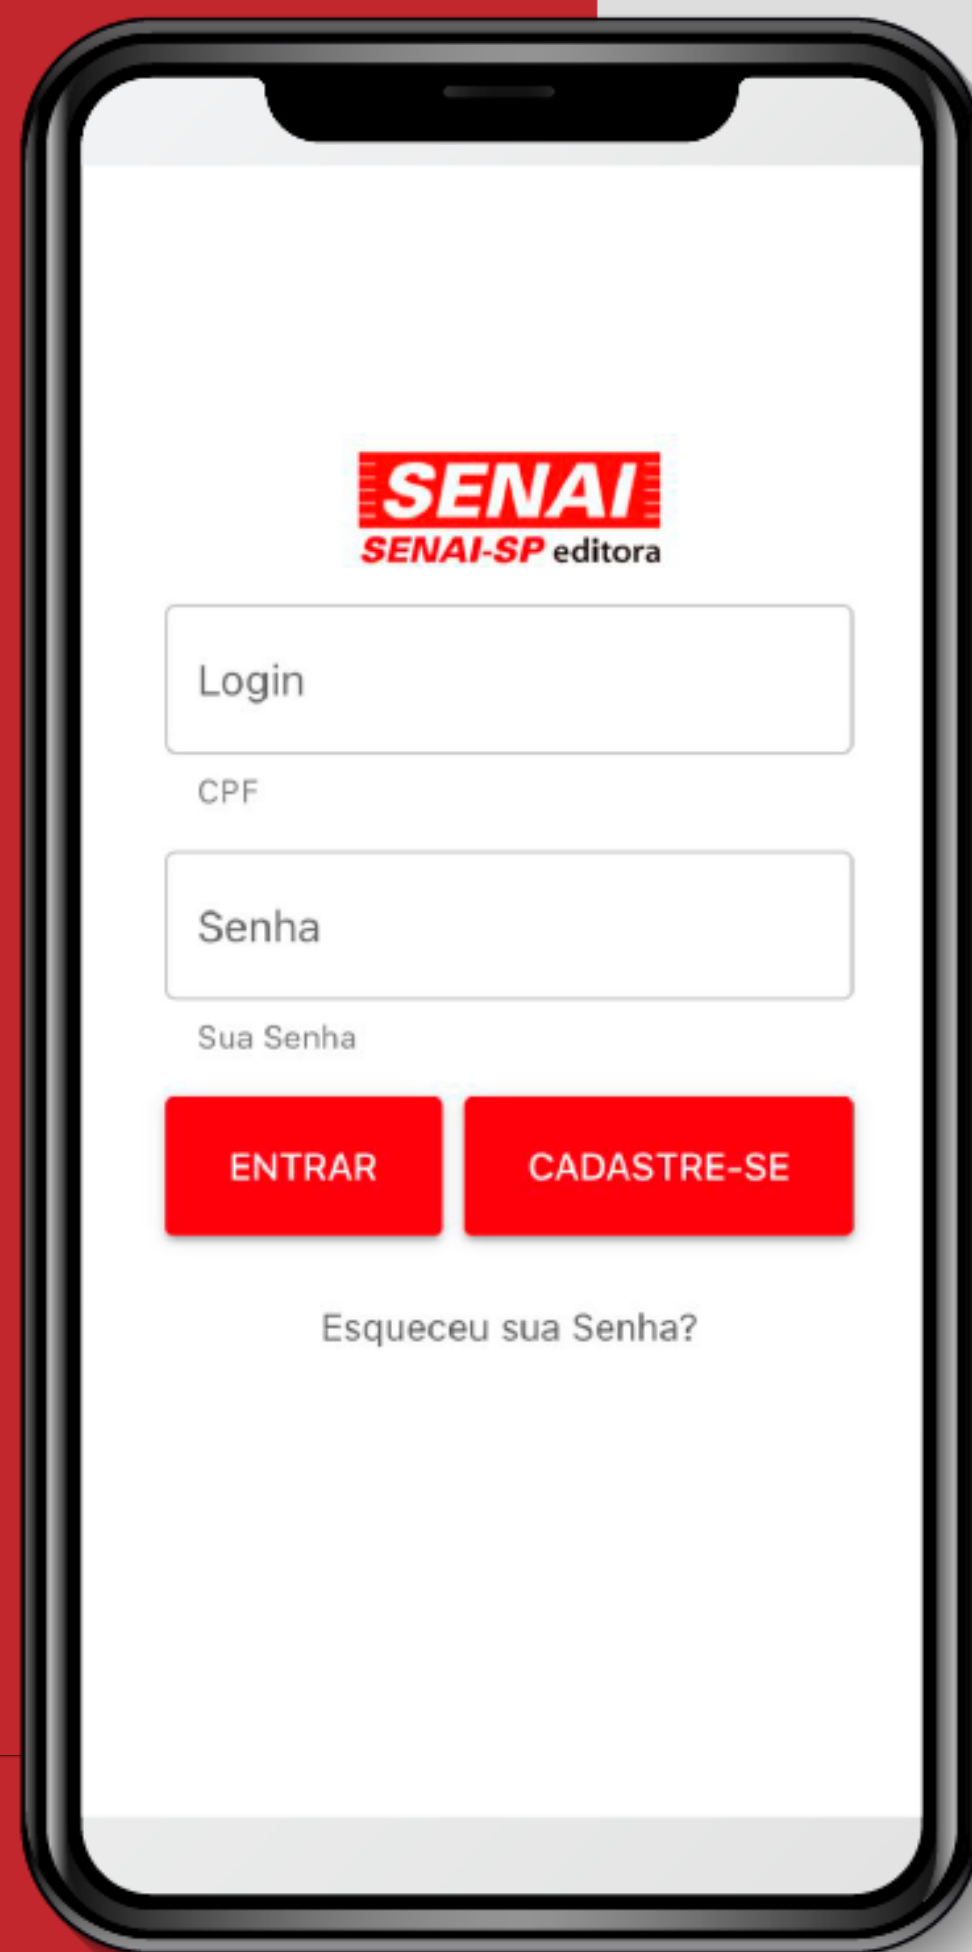 SENAI
SENAI-SP editora
Login
CPF
Senha
Sua Senha
ENTRAR CADASTRE-SE
Esqueceu sua Senha?